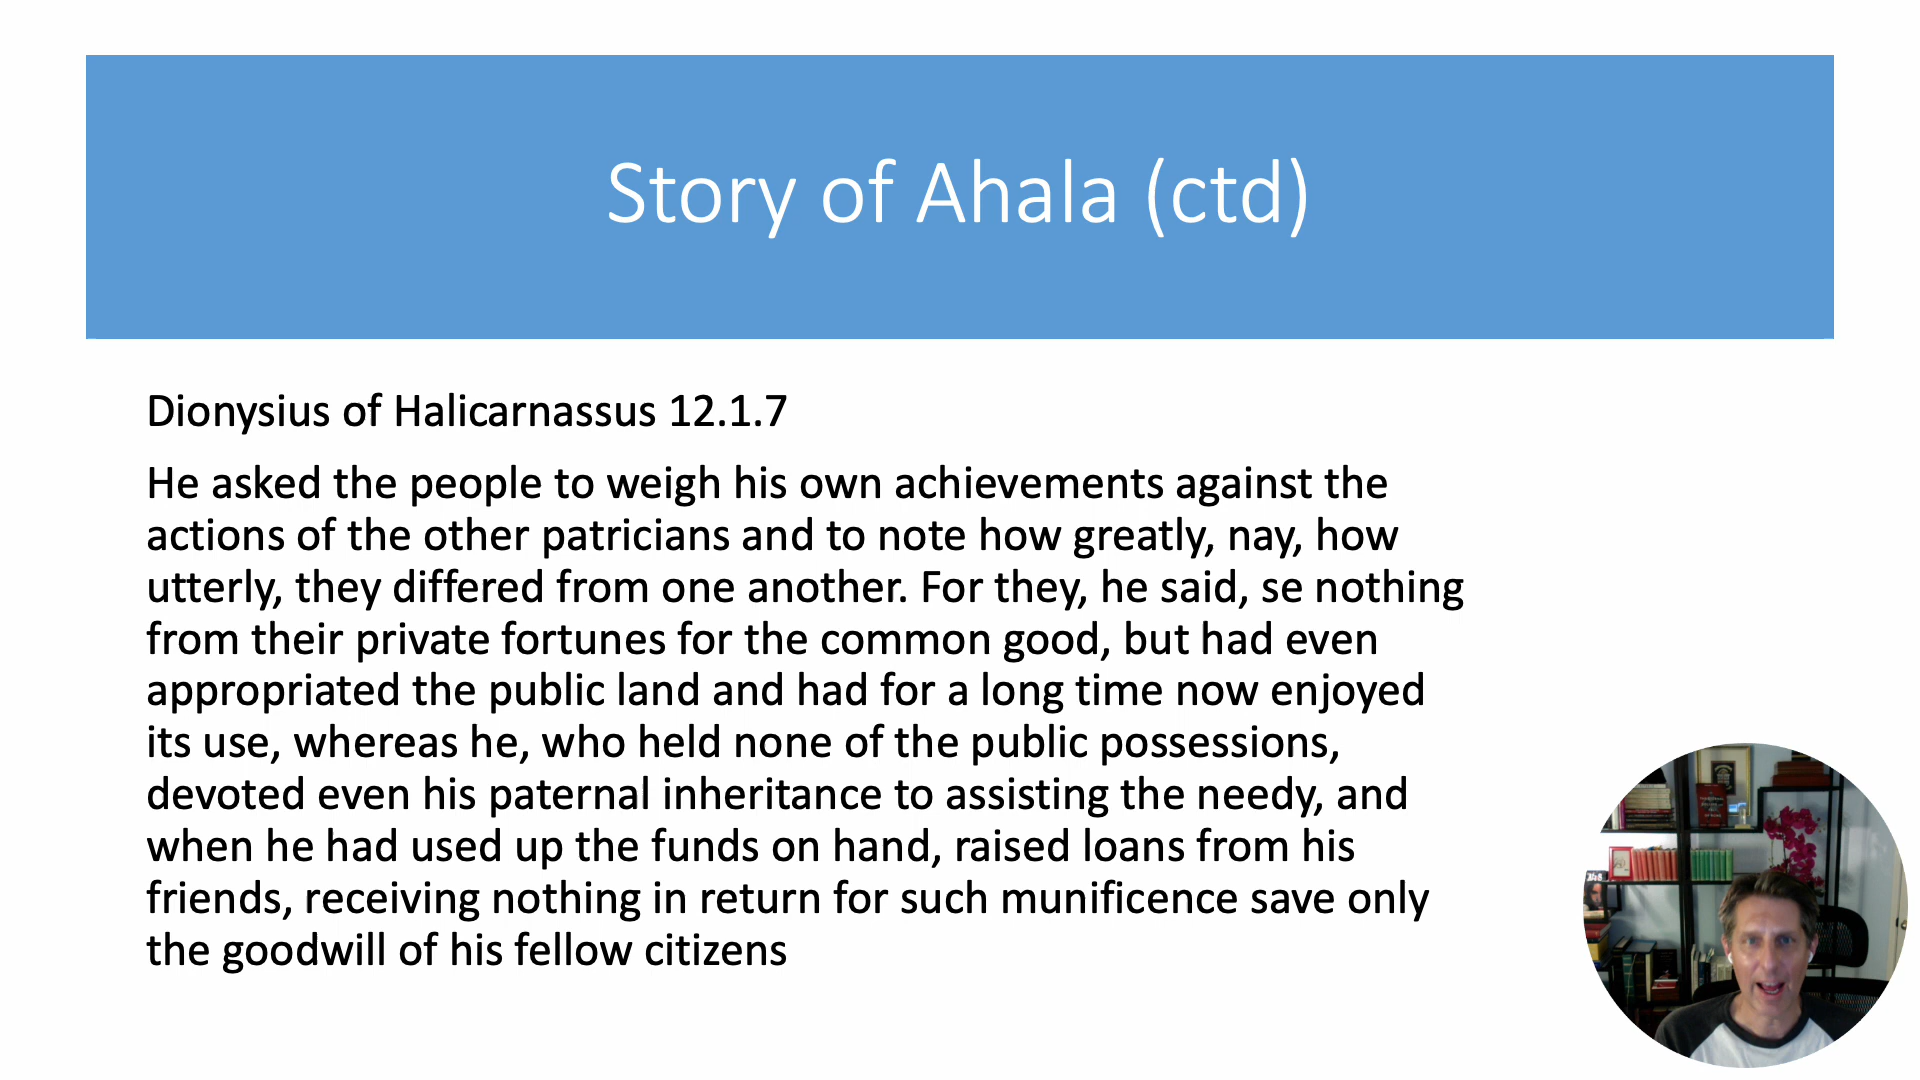 Story of Ahala (ctd)
Dionysius of Halicarnassus 12.1.7
He asked the people to weigh his own achievements against the
actions of the other patricians and to note how greatly, nay, how
utterly, they differed from one another. For they, he said, se nothing
from their private fortunes for the common good, but had even
appropriated the public land and had for a long time now enjoyed
its use, whereas he, who held none of the public possessions,
devoted even his paternal inheritance to assisting the needy, and
when he had used up the funds on hand, raised loans from his
friends, receiving nothing in return for such munificence save only
the goodwill of his fellow citizens